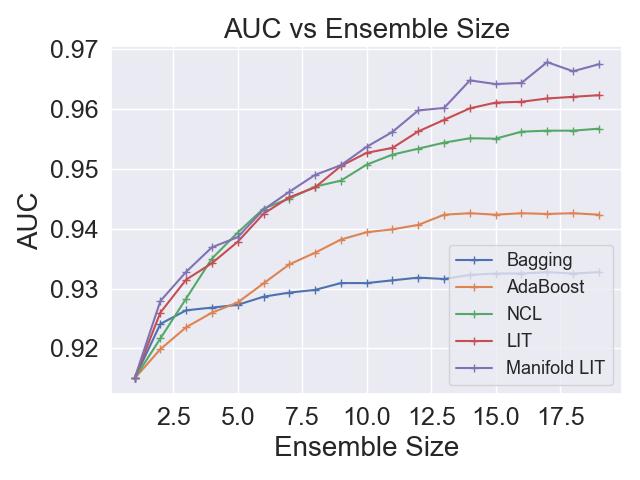 AUC vs Ensemble Size
0.97
0.96
0.95
0.94
0.93
0.92
AUC
Bagging
AdaBoost
NCL
LIT
Manifold LIT
2.5 5.0 7.5 10.0 12.5 15.0 17.5
Ensemble Size